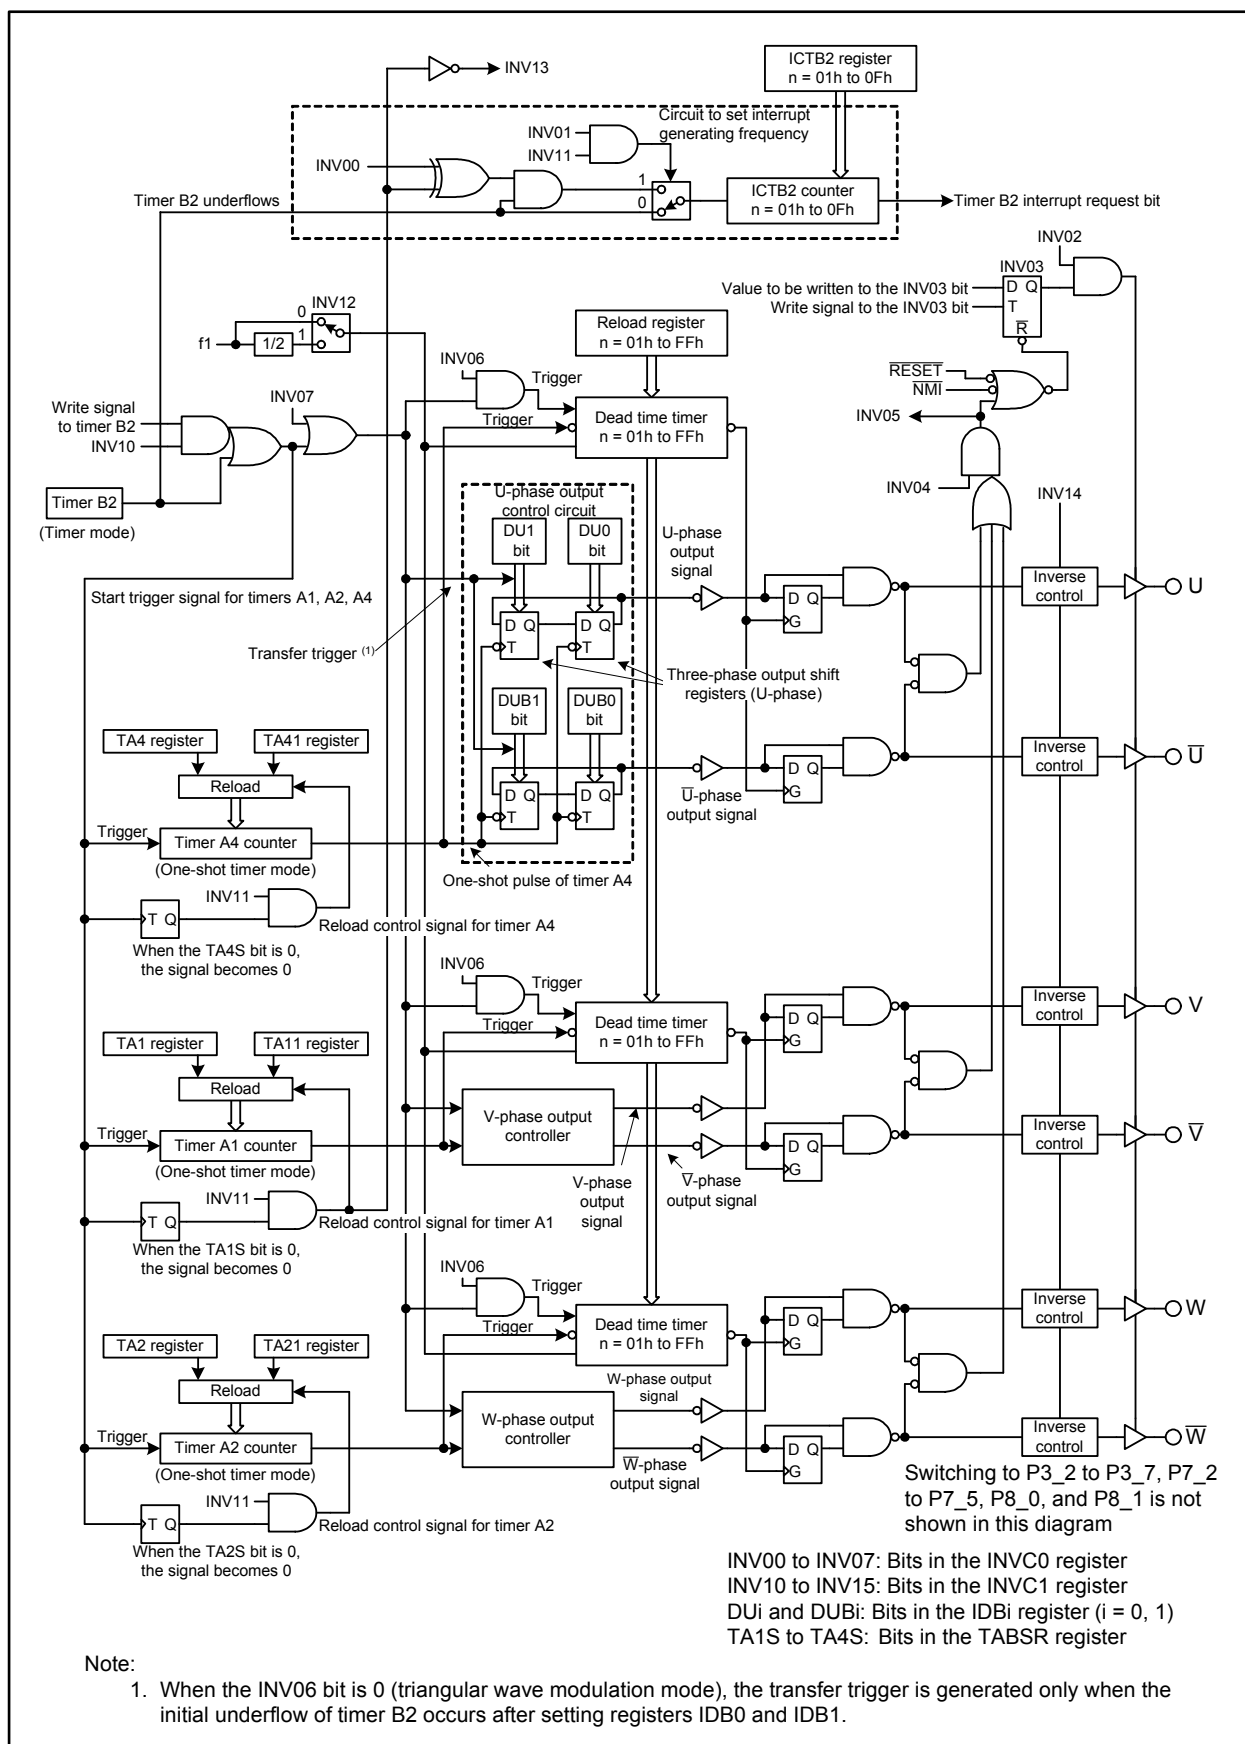 INV13
ICTB2 register
n = 01h to 0Fh
Circuit to set interrupt
generating frequency
INV01
INV11
INV00
1
0
Timer B2 underflows
ICTB2 counter
n = 01h to 0Fh
Timer B2 interrupt request bit
INV02
INV03
Value to be written to the INV03 bit
D Q
Write signal to the INV03 bit
T
R̅
INV12
0
f1
1/2
1
Reload register
n = 01h to FFh
INV06
Trigger
R̅E̅S̅E̅T̅
N̅M̅I̅
INV07
Write signal
to timer B2
INV10
Trigger
Dead time timer
n = 01h to FFh
INV05
INV04
INV14
Timer B2
(Timer mode)
U-phase output
control circuit
DU1
bit
DU0
bit
U-phase
output
signal
Start trigger signal for timers A1, A2, A4
D Q
T
D Q
T
D Q
G
Inverse
control
U
Transfer trigger (1)
Three-phase output shift
registers (U-phase)
DUB1
bit
DUB0
bit
TA4 register
TA41 register
Reload
D Q
T
D Q
T
U̅-phase
output signal
D Q
G
Inverse
control
U̅
Trigger
Timer A4 counter
(One-shot timer mode)
One-shot pulse of timer A4
INV11
T Q
Reload control signal for timer A4
When the TA4S bit is 0,
the signal becomes 0
INV06
Trigger
Trigger
Dead time timer
n = 01h to FFh
D Q
G
Inverse
control
V
TA1 register
TA11 register
Reload
V-phase output
controller
Trigger
Timer A1 counter
(One-shot timer mode)
D Q
G
Inverse
control
V̅
V-phase
output
signal
V̅-phase
output signal
INV11
T Q
Reload control signal for timer A1
When the TA1S bit is 0,
the signal becomes 0
INV06
Trigger
Trigger
Dead time timer
n = 01h to FFh
D Q
G
Inverse
control
W
TA2 register
TA21 register
Reload
W-phase output
signal
W-phase output
controller
Trigger
Timer A2 counter
(One-shot timer mode)
W̅-phase
output signal
D Q
G
Inverse
control
W̅
INV11
T Q
Reload control signal for timer A2
When the TA2S bit is 0,
the signal becomes 0
Switching to P3_2 to P3_7, P7_2
to P7_5, P8_0, and P8_1 is not
shown in this diagram
INV00 to INV07: Bits in the INVC0 register
INV10 to INV15: Bits in the INVC1 register
DUi and DUBi: Bits in the IDBi register (i = 0, 1)
TA1S to TA4S: Bits in the TABSR register
Note:
1. When the INV06 bit is 0 (triangular wave modulation mode), the transfer trigger is generated only when the
initial underflow of timer B2 occurs after setting registers IDB0 and IDB1.